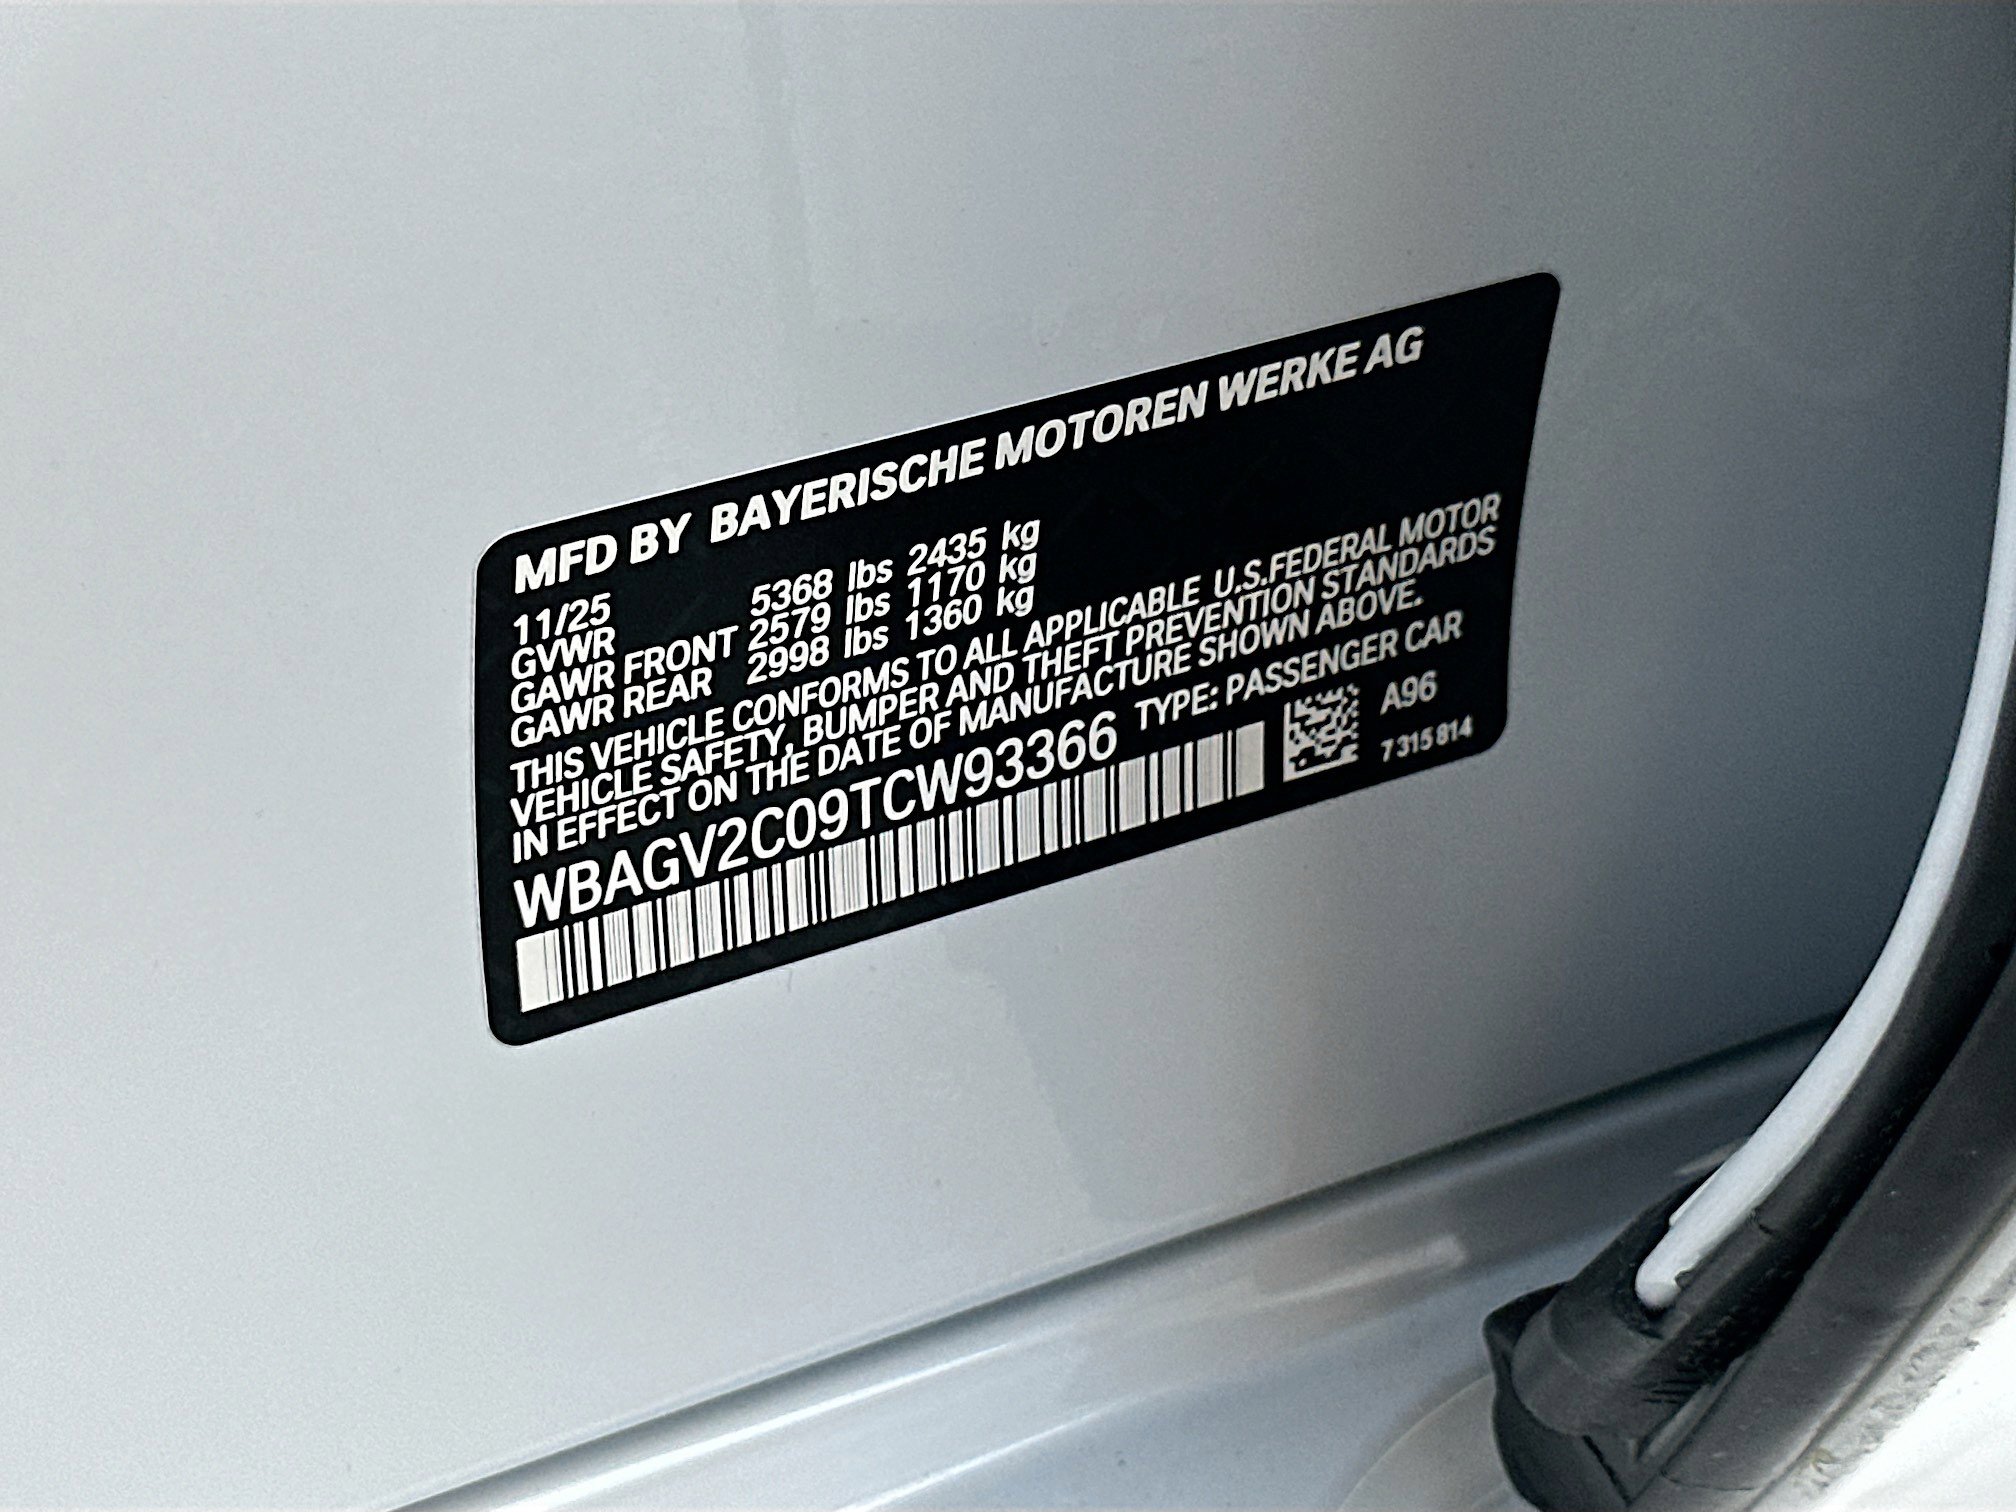 MFD BY BAYERISCHE MOTOREN WERKE AG
11/25
GVWR 5368 lbs 2435 kg
GAWR FRONT 2579 lbs 1170 kg
GAWR REAR 2998 lbs 1360 kg
THIS VEHICLE CONFORMS TO ALL APPLICABLE U.S.FEDERAL MOTOR
VEHICLE SAFETY, BUMPER AND THEFT PREVENTION STANDARDS
IN EFFECT ON THE DATE OF MANUFACTURE SHOWN ABOVE.
WBAGV2C09TCW93366 TYPE: PASSENGER CAR
A96
7 315 814